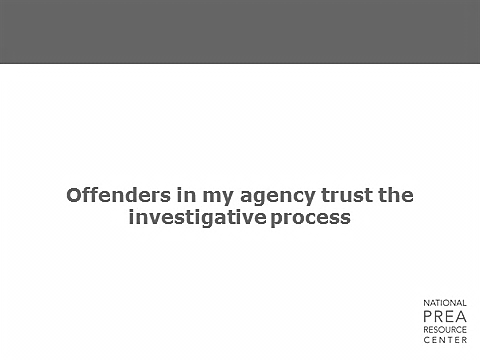 Offenders in my agency trust the
investigative process
NATIONAL
PREA
RESOURCE
CENTER